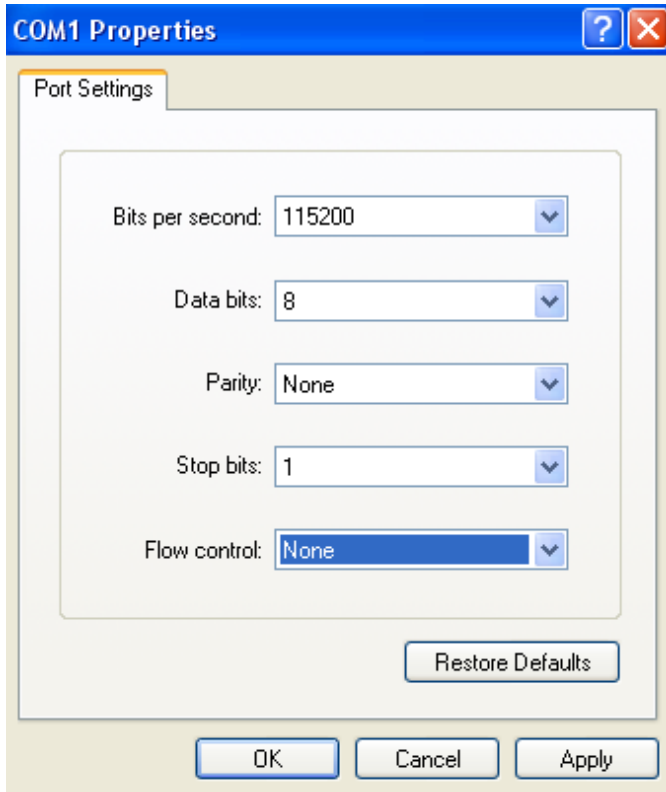 COM1 Properties
Port Settings
Bits per second: 115200
Data bits: 8
Parity: None
Stop bits: 1
Flow control: None
Restore Defaults
OK Cancel Apply